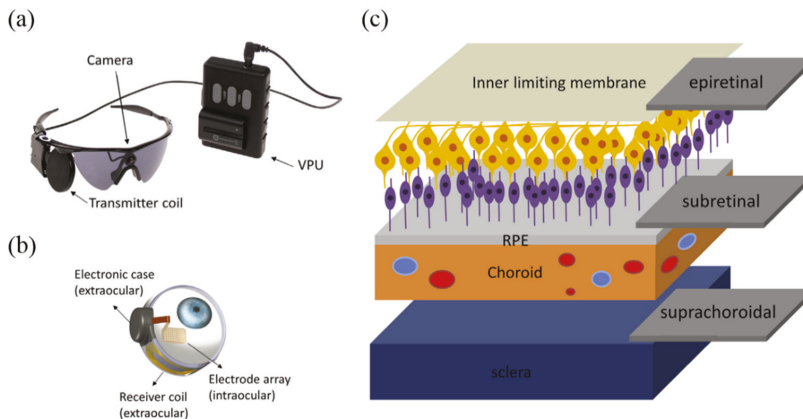 (a)
Camera
VPU
Transmitter coil
(b)
Electronic case
(extraocular)
Electrode array
(intraocular)
Receiver coil
(extraocular)
(c)
Inner limiting membrane
epiretinal
subretinal
RPE
Choroid
suprachoroidal
sclera